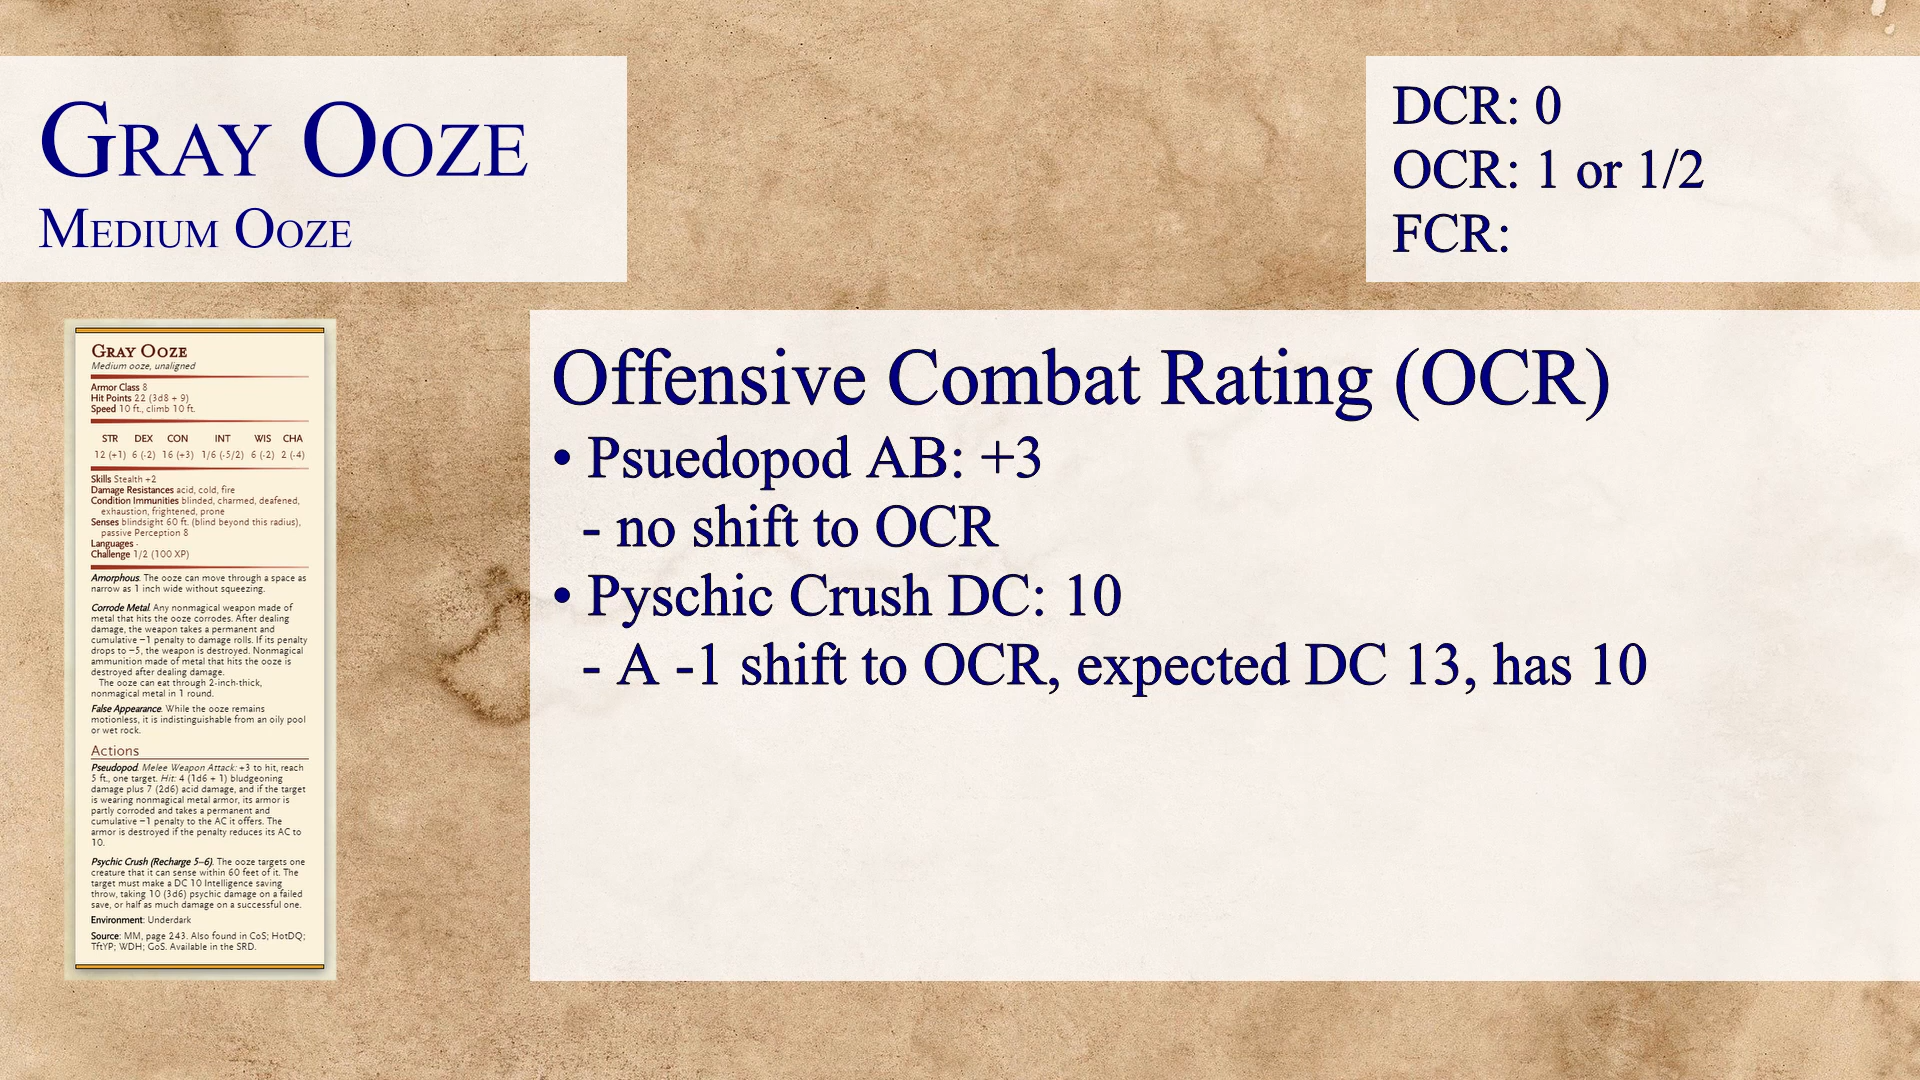 GRAY OOZE
MEDIUM OOZE
DCR: 0
OCR: 1 or 1/2
FCR:
GRAY OOZE
Medium ooze, unaligned
Armor Class 8
Hit Points 22 (3d8 + 9)
Speed 10 ft., climb 10 ft.
STR DEX CON INT WIS CHA
12 (+1) 6 (-2) 16 (+3) 1/6 (-5/2) 6 (-2) 2 (-4)
Skills Stealth +2
Damage Resistances acid, cold, fire
Condition Immunities blinded, charmed, deafened,
exhaustion, frightened, prone
Senses blindsight 60 ft. (blind beyond this radius),
passive Perception 8
Languages -
Challenge 1/2 (100 XP)
Amorphous. The ooze can move through a space as
narrow as 1 inch wide without squeezing.
Corrode Metal. Any nonmagical weapon made of
metal that hits the ooze corrodes. After dealing
damage, the weapon takes a permanent and
cumulative −1 penalty to damage rolls. If its penalty
drops to −5, the weapon is destroyed. Nonmagical
ammunition made of metal that hits the ooze is
destroyed after dealing damage.
The ooze can eat through 2-inch-thick,
nonmagical metal in 1 round.
False Appearance. While the ooze remains
motionless, it is indistinguishable from an oily pool
or wet rock.
Actions
Pseudopod. Melee Weapon Attack: +3 to hit, reach
5 ft., one target. Hit: 4 (1d6 + 1) bludgeoning
damage plus 7 (2d6) acid damage, and if the target
is wearing nonmagical metal armor, its armor is
partly corroded and takes a permanent and
cumulative −1 penalty to the AC it offers. The
armor is destroyed if the penalty reduces its AC to
10.
Psychic Crush (Recharge 5–6). The ooze targets one
creature that it can sense within 60 feet of it. The
target must make a DC 10 Intelligence saving
throw, taking 10 (3d6) psychic damage on a failed
save, or half as much damage on a successful one.
Environment: Underdark
Source: MM, page 243. Also found in CoS; HotDQ;
TftYP; WDH; GoS. Available in the SRD.
Offensive Combat Rating (OCR)
• Psuedopod AB: +3
- no shift to OCR
• Pyschic Crush DC: 10
- A -1 shift to OCR, expected DC 13, has 10